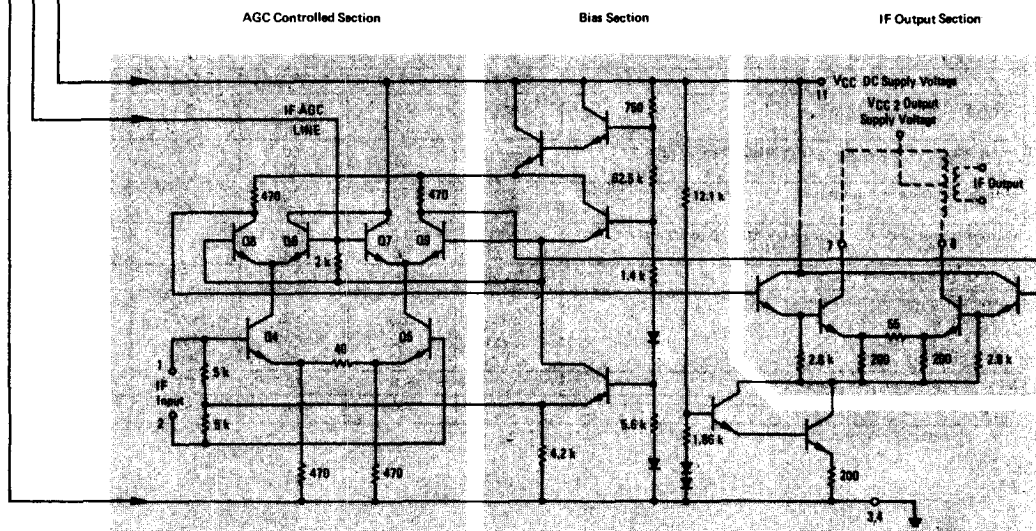 AGC Controlled Section
Bias Section
IF Output Section
VCC DC Supply Voltage
11
VCC 2 Output
Supply Voltage
IF AGC
LINE
760
470
470
62.5 k
12.1 k
IF Output
Q8
Q6
Q7
Q9
2 k
7
8
1.4 k
Q4
Q5
40
55
2.8 k
200
200
2.8 k
1
5 k
IF
Input
2
5 k
5.6 k
1.86 k
4.2 k
470
470
200
3,4